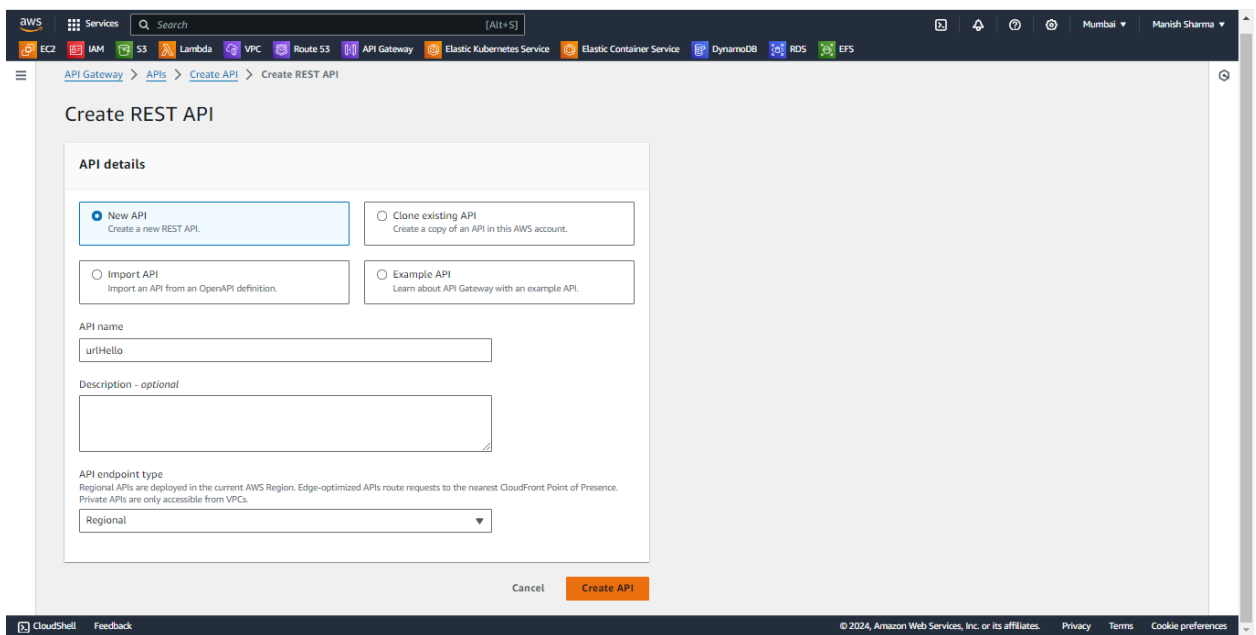 aws Services Search [Alt+S] Mumbai Manish Sharma
EC2 IAM S3 Lambda VPC Route 53 API Gateway Elastic Kubernetes Service Elastic Container Service DynamoDB RDS EFS
API Gateway > APIs > Create API > Create REST API
Create REST API
API details
New API
Create a new REST API.
Clone existing API
Create a copy of an API in this AWS account.
Import API
Import an API from an OpenAPI definition.
Example API
Learn about API Gateway with an example API.
API name
urlHello
Description - optional
API endpoint type
Regional APIs are deployed in the current AWS Region. Edge-optimized APIs route requests to the nearest CloudFront Point of Presence.
Private APIs are only accessible from VPCs.
Regional
Cancel Create API
CloudShell Feedback © 2024, Amazon Web Services, Inc. or its affiliates. Privacy Terms Cookie preferences